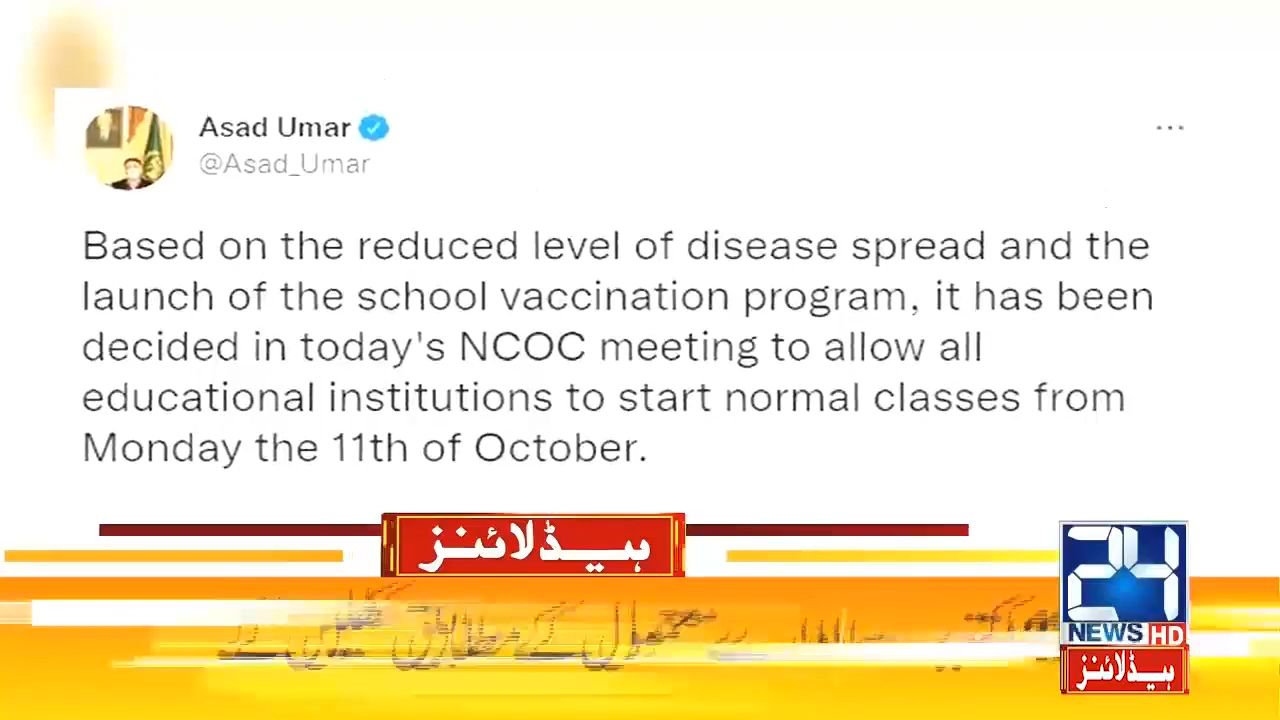 Asad Umar
@Asad_Umar
Based on the reduced level of disease spread and the
launch of the school vaccination program, it has been
decided in today's NCOC meeting to allow all
educational institutions to start normal classes from
Monday the 11th of October.
ہیڈلائنز
کے مطابق
24
NEWS HD
ہیڈلائنز